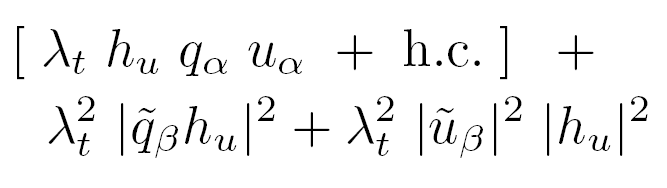 [ λ_t h_u q_α u_α + h.c. ] +
λ_t^2 |q̃_β h_u|^2 + λ_t^2 |ũ_β|^2 |h_u|^2